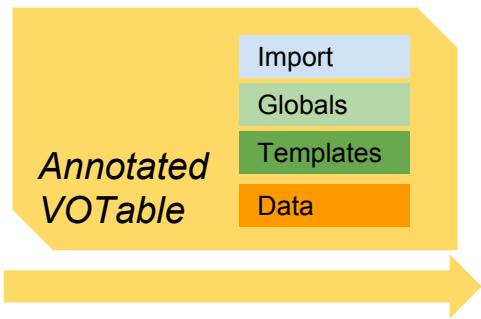 Import
Globals
Templates
Annotated
VOTable
Data